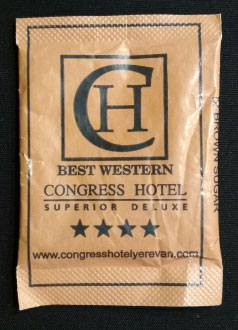 CH
BEST WESTERN
CONGRESS HOTEL
SUPERIOR DELUXE
www.congresshotelyerevan.com
BROWN SUGAR